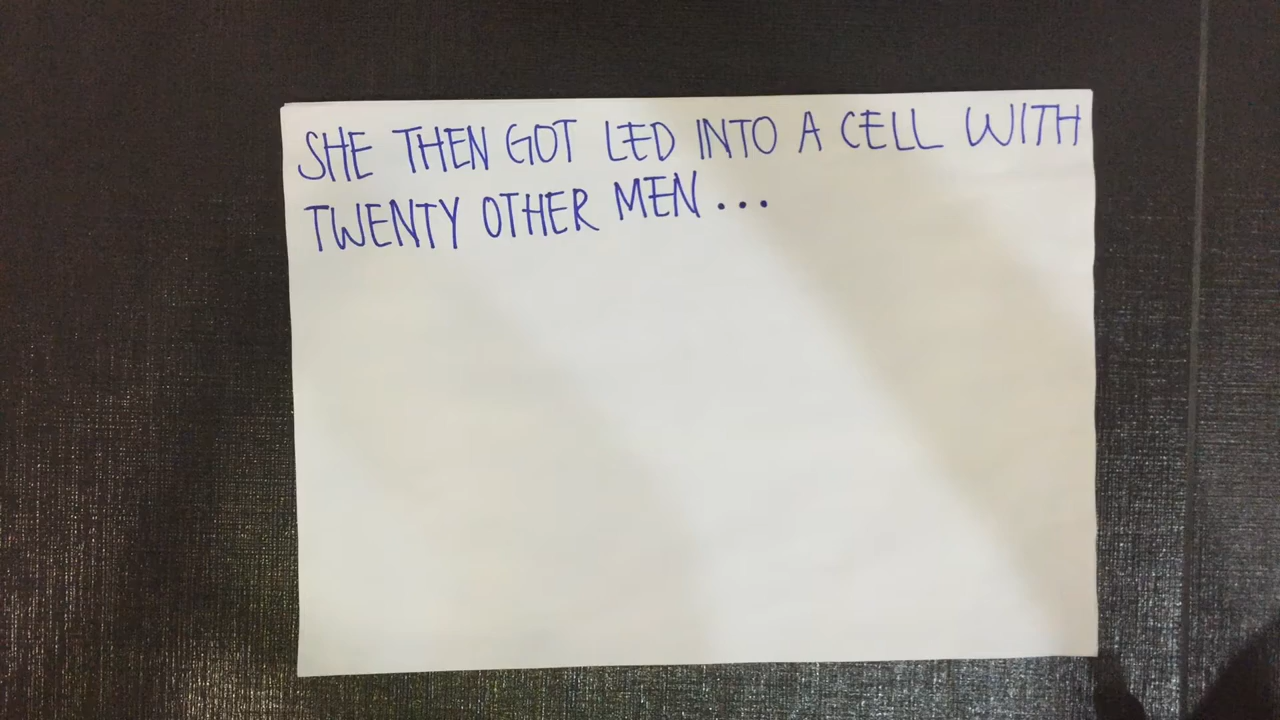 SHE THEN GOT LED INTO A CELL WITH
TWENTY OTHER MEN...